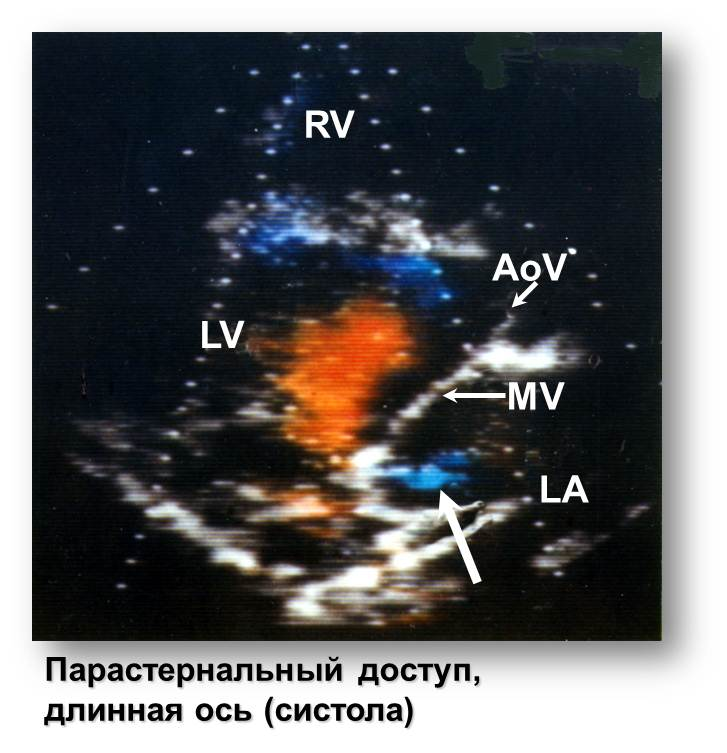 RV
AoV
LV
MV
LA
Парастернальный доступ,
длинная ось (систола)